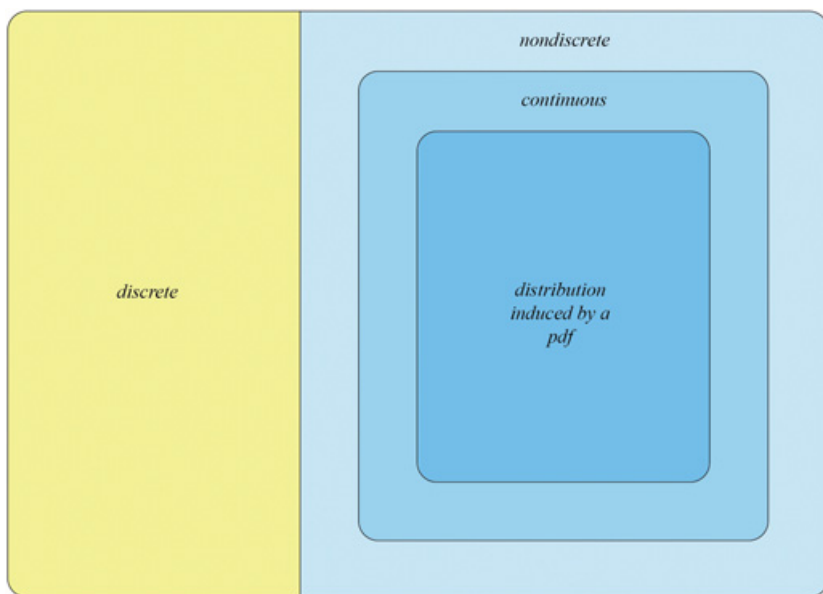 nondiscrete
continuous
discrete
distribution
induced by a
pdf